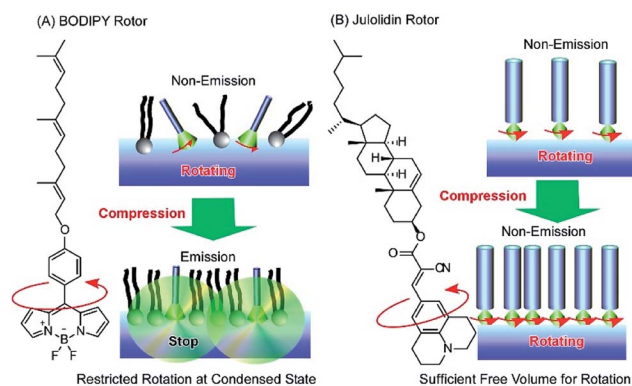 (A) BODIPY Rotor
Non-Emission
Rotating
Compression
Emission
Stop
O
N
+
N
B
-
F
F
Restricted Rotation at Condensed State
(B) Julolidin Rotor
Non-Emission
Rotating
Compression
Non-Emission
Rotating
H
H
H
O
O
CN
N
Sufficient Free Volume for Rotation